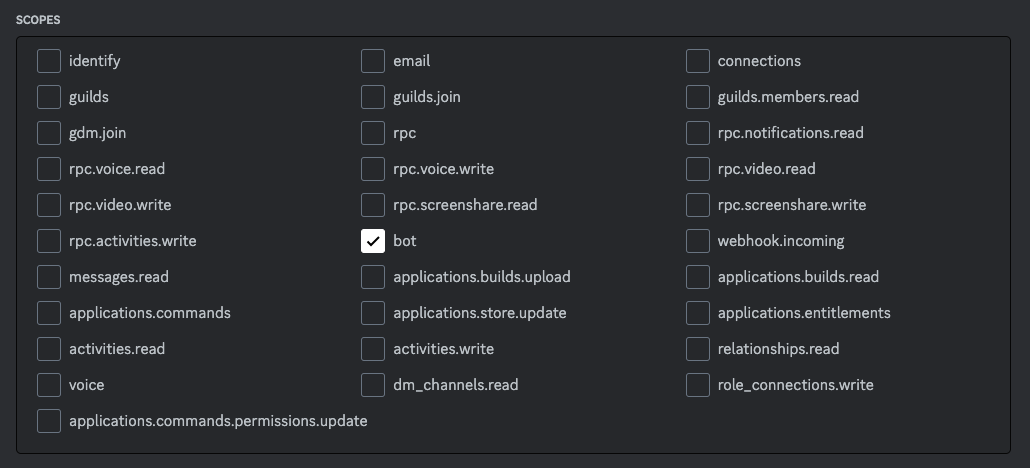 SCOPES
identify email connections
guilds guilds.join guilds.members.read
gdm.join rpc rpc.notifications.read
rpc.voice.read rpc.voice.write rpc.video.read
rpc.video.write rpc.screenshare.read rpc.screenshare.write
rpc.activities.write bot webhook.incoming
messages.read applications.builds.upload applications.builds.read
applications.commands applications.store.update applications.entitlements
activities.read activities.write relationships.read
voice dm_channels.read role_connections.write
applications.commands.permissions.update